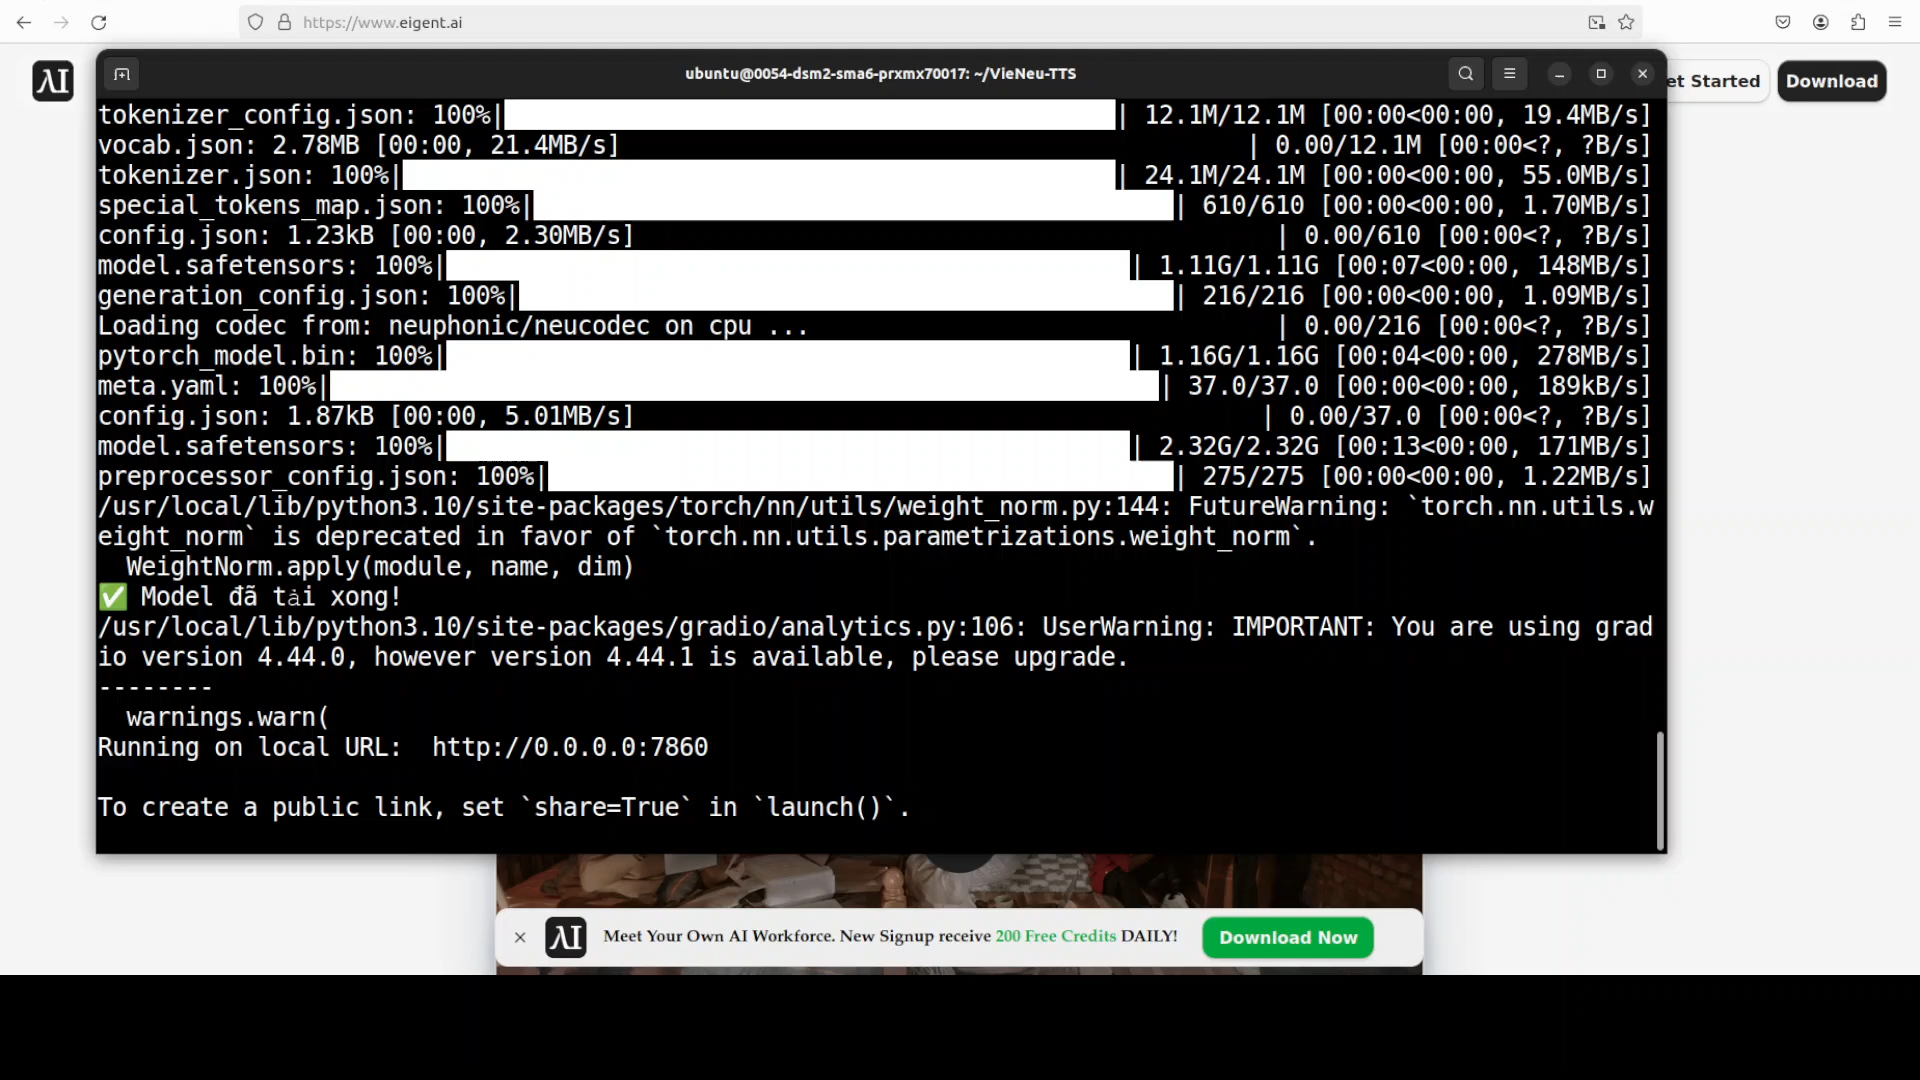 https://www.eigent.ai
ubuntu@0054-dsm2-sma6-prxmx70017: ~/VieNeu-TTS
et Started
Download
tokenizer_config.json: 100%| | 12.1M/12.1M [00:00<00:00, 19.4MB/s]
vocab.json: 2.78MB [00:00, 21.4MB/s] | 0.00/12.1M [00:00<?, ?B/s]
tokenizer.json: 100%| | 24.1M/24.1M [00:00<00:00, 55.0MB/s]
special_tokens_map.json: 100%| | 610/610 [00:00<00:00, 1.70MB/s]
config.json: 1.23kB [00:00, 2.30MB/s] | 0.00/610 [00:00<?, ?B/s]
model.safetensors: 100%| | 1.11G/1.11G [00:07<00:00, 148MB/s]
generation_config.json: 100%| | 216/216 [00:00<00:00, 1.09MB/s]
Loading codec from: neuphonic/neucodec on cpu ... | 0.00/216 [00:00<?, ?B/s]
pytorch_model.bin: 100%| | 1.16G/1.16G [00:04<00:00, 278MB/s]
meta.yaml: 100%| | 37.0/37.0 [00:00<00:00, 189kB/s]
config.json: 1.87kB [00:00, 5.01MB/s] | 0.00/37.0 [00:00<?, ?B/s]
model.safetensors: 100%| | 2.32G/2.32G [00:13<00:00, 171MB/s]
preprocessor_config.json: 100%| | 275/275 [00:00<00:00, 1.22MB/s]
/usr/local/lib/python3.10/site-packages/torch/nn/utils/weight_norm.py:144: FutureWarning: `torch.nn.utils.w
eight_norm` is deprecated in favor of `torch.nn.utils.parametrizations.weight_norm`.
  WeightNorm.apply(module, name, dim)
✅ Model đã tải xong!
/usr/local/lib/python3.10/site-packages/gradio/analytics.py:106: UserWarning: IMPORTANT: You are using grad
io version 4.44.0, however version 4.44.1 is available, please upgrade.
--------
  warnings.warn(
Running on local URL:  http://0.0.0.0:7860
To create a public link, set `share=True` in `launch()`.
Meet Your Own AI Workforce. New Signup receive 200 Free Credits DAILY!
Download Now